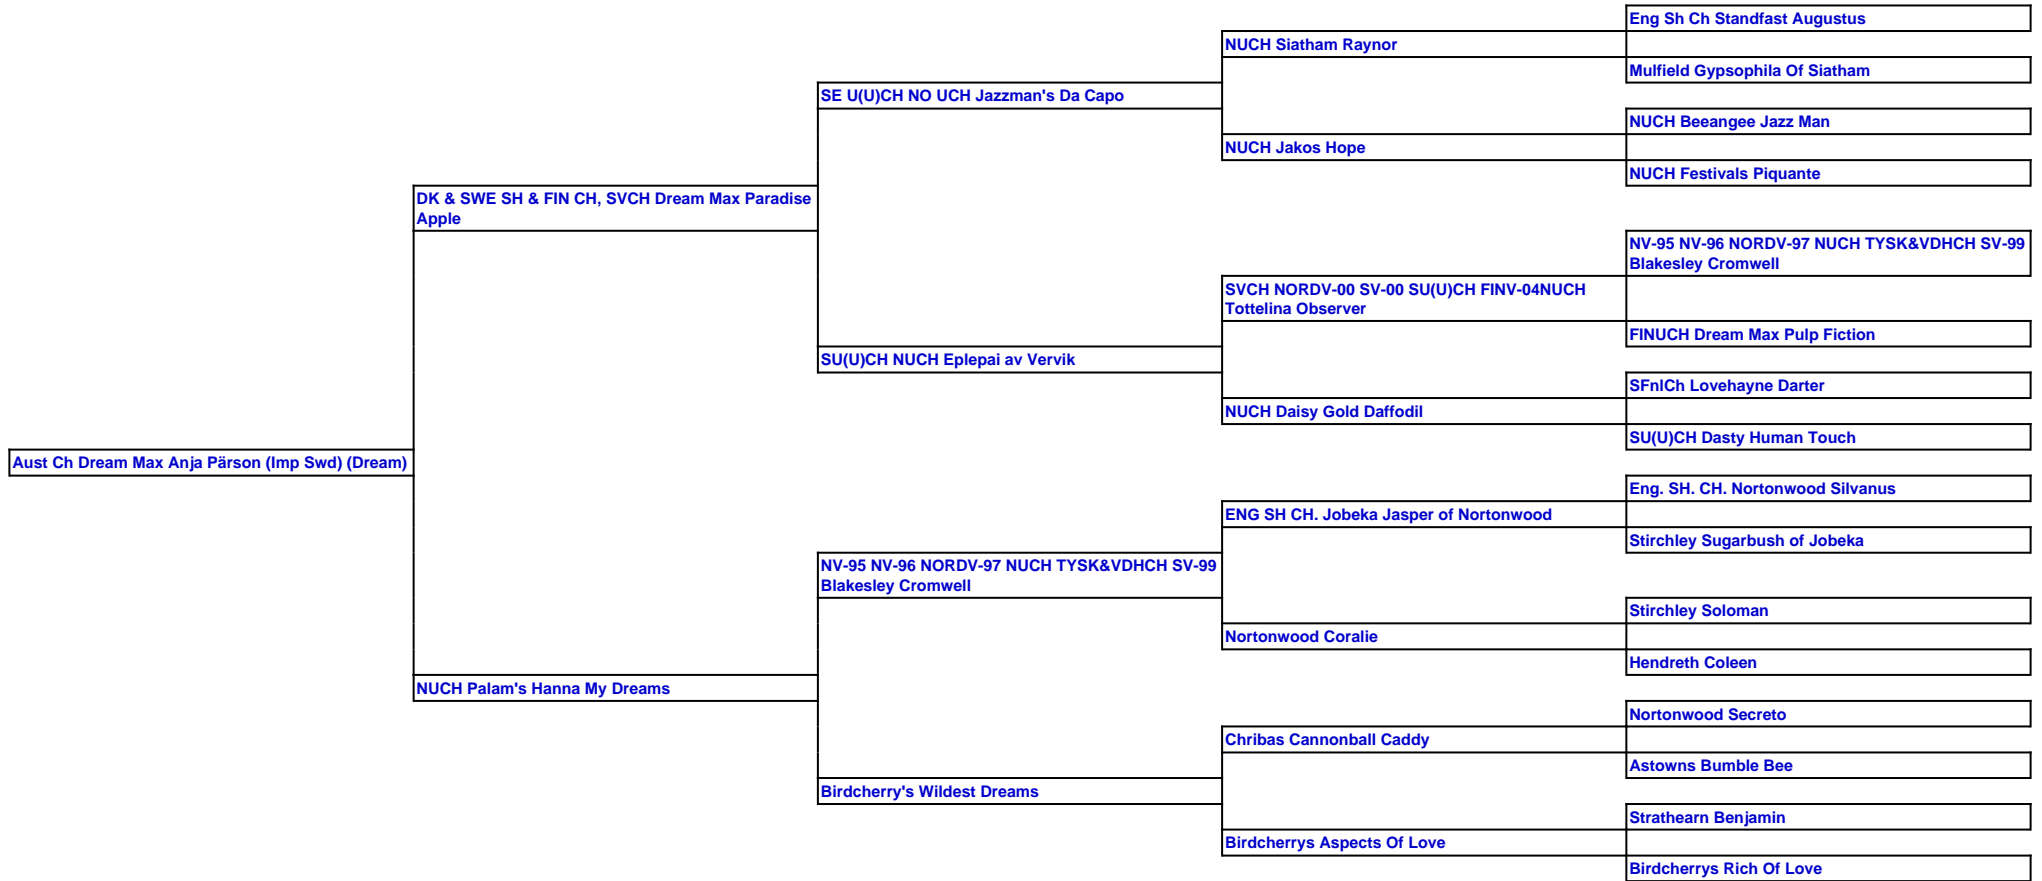 Eng Sh Ch Standfast Augustus
NUCH Siatham Raynor
Mulfield Gypsophila Of Siatham
SE U(U)CH NO UCH Jazzman's Da Capo
NUCH Beeangee Jazz Man
NUCH Jakos Hope
NUCH Festivals Piquante
DK & SWE SH & FIN CH, SVCH Dream Max Paradise
Apple
NV-95 NV-96 NORDV-97 NUCH TYSK&VDHCH SV-99
Blakesley Cromwell
SVCH NORDV-00 SV-00 SU(U)CH FINV-04NUCH
Tottelina Observer
FINUCH Dream Max Pulp Fiction
SU(U)CH NUCH Eplepai av Vervik
SFnlCh Lovehayne Darter
NUCH Daisy Gold Daffodil
SU(U)CH Dasty Human Touch
Aust Ch Dream Max Anja Pärson (Imp Swd) (Dream)
Eng. SH. CH. Nortonwood Silvanus
ENG SH CH. Jobeka Jasper of Nortonwood
Stirchley Sugarbush of Jobeka
NV-95 NV-96 NORDV-97 NUCH TYSK&VDHCH SV-99
Blakesley Cromwell
Stirchley Soloman
Nortonwood Coralie
Hendreth Coleen
NUCH Palam's Hanna My Dreams
Nortonwood Secreto
Chribas Cannonball Caddy
Astowns Bumble Bee
Birdcherry's Wildest Dreams
Strathearn Benjamin
Birdcherrys Aspects Of Love
Birdcherrys Rich Of Love